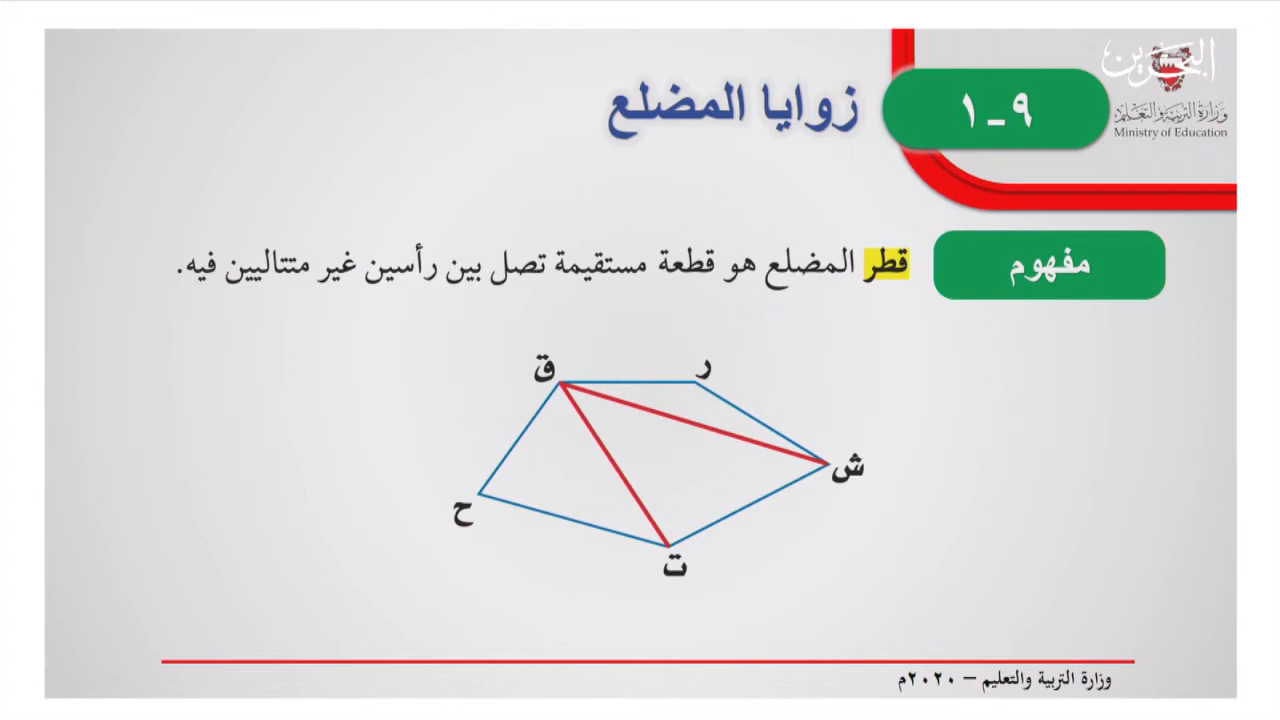 البحرين
وزارة التربية والتعليم
Ministry of Education
٩-١
زوايا المضلع
مفهوم
قطر المضلع هو قطعة مستقيمة تصل بين رأسين غير متتاليين فيه.
ر
ق
ش
ح
ت
وزارة التربية والتعليم – ٢٠٢٠م